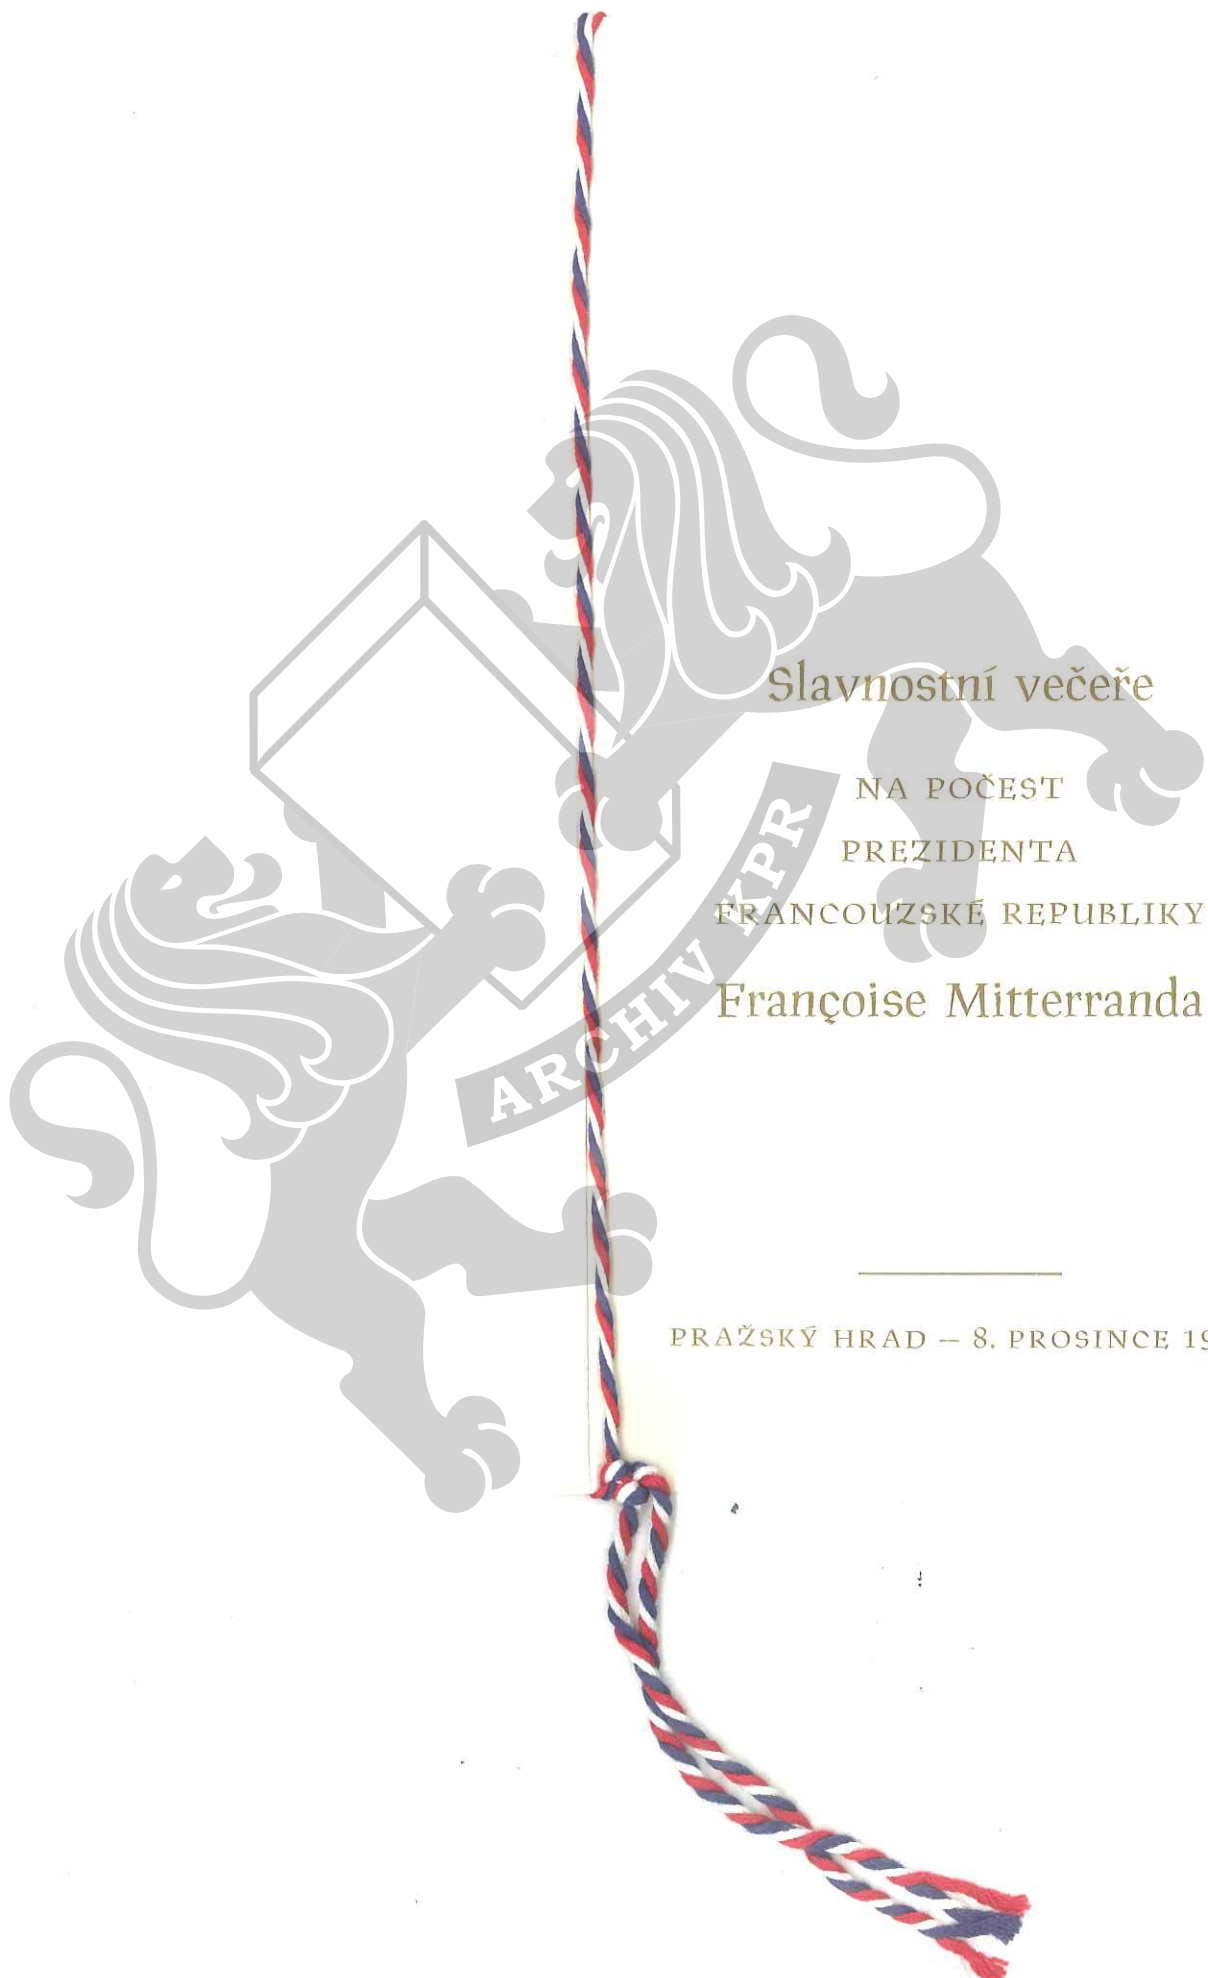 Slavnostní večeře
NA POČEST
PREZIDENTA
FRANCOUZSKÉ REPUBLIKY
Françoise Mitterranda
ARCHIV KPR
PRAŽSKÝ HRAD – 8. PROSINCE